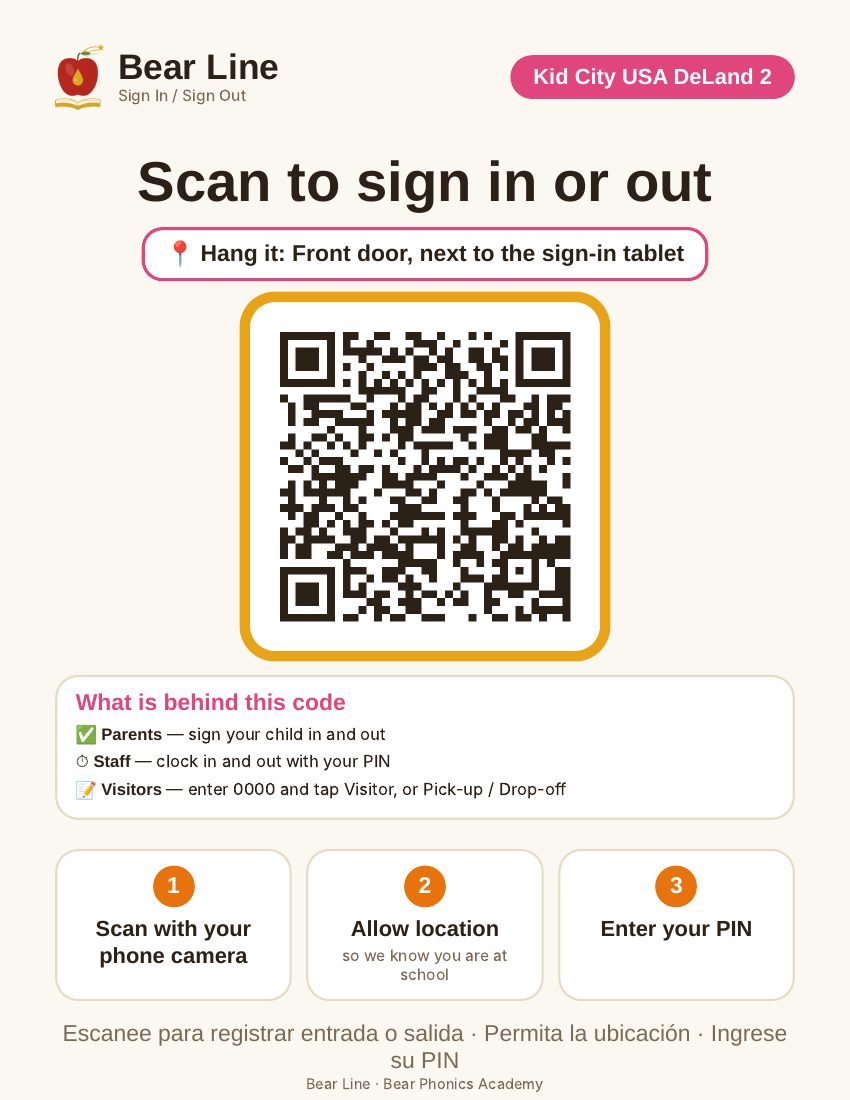 Bear Line
Sign In / Sign Out
Kid City USA DeLand 2
Scan to sign in or out
📍 Hang it: Front door, next to the sign-in tablet
What is behind this code
✅ Parents — sign your child in and out
⏱ Staff — clock in and out with your PIN
📝 Visitors — enter 0000 and tap Visitor, or Pick-up / Drop-off
1
Scan with your
phone camera
2
Allow location
so we know you are at
school
3
Enter your PIN
Escanee para registrar entrada o salida · Permita la ubicación · Ingrese
su PIN
Bear Line · Bear Phonics Academy